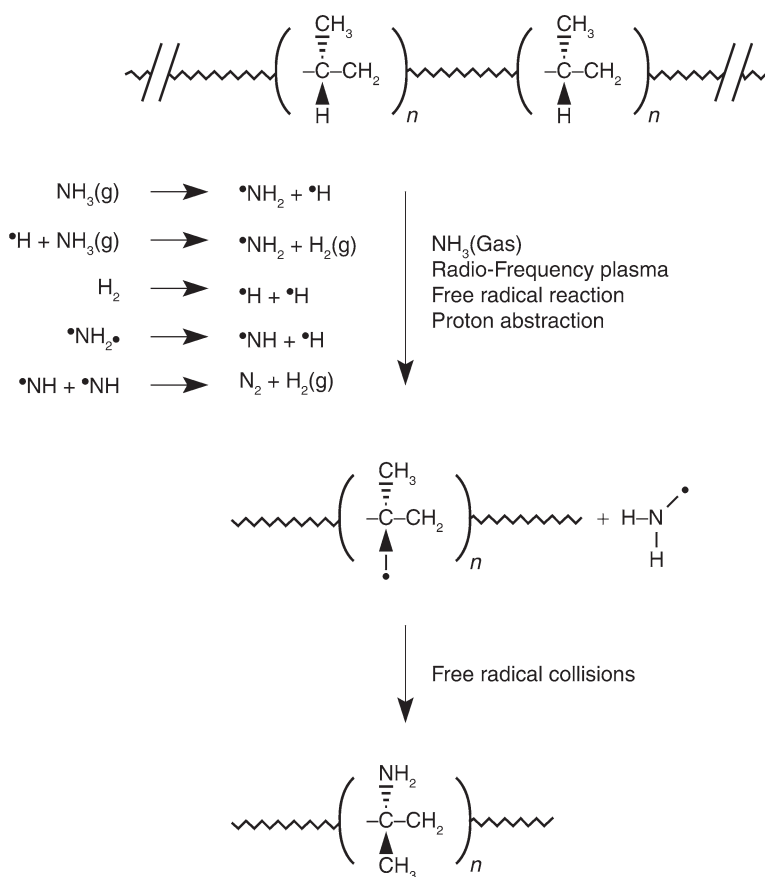 CH₃ CH₃
–C–CH₂ –C–CH₂
H n H n
NH₃(g) → •NH₂ + •H
•H + NH₃(g) → •NH₂ + H₂(g)
H₂ → •H + •H
•NH₂• → •NH + •H
•NH + •NH → N₂ + H₂(g)
NH₃(Gas)
Radio-Frequency plasma
Free radical reaction
Proton abstraction
CH₃
–C–CH₂ + H–N •
• n H
Free radical collisions
NH₂
–C–CH₂
CH₃ n